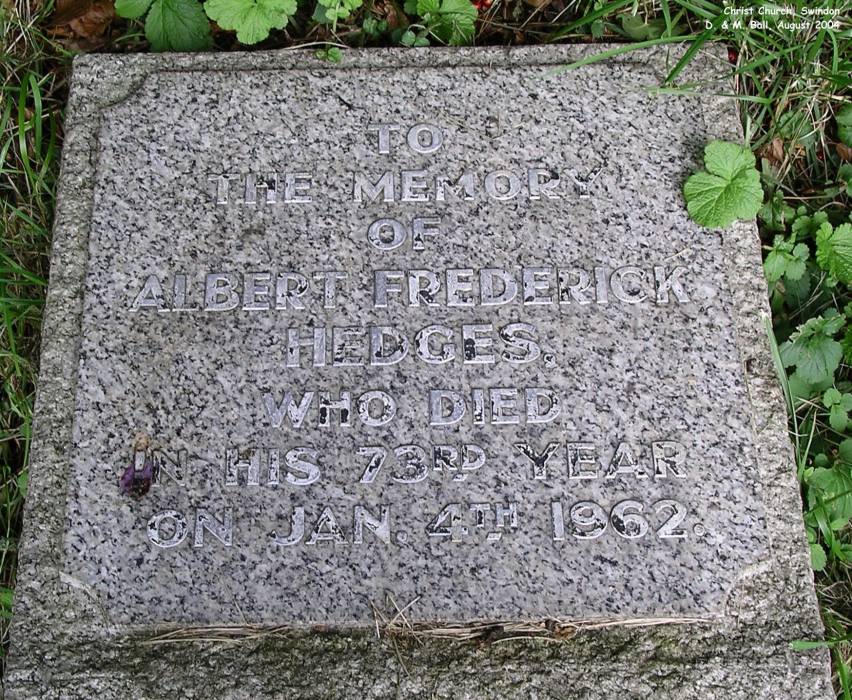 Christ Church, Swindon
D. & M. Ball, August 2004
TO
THE MEMORY
OF
ALBERT FREDERICK
HEDGES,
WHO DIED
IN HIS 73RD YEAR
ON JAN. 4TH 1962.